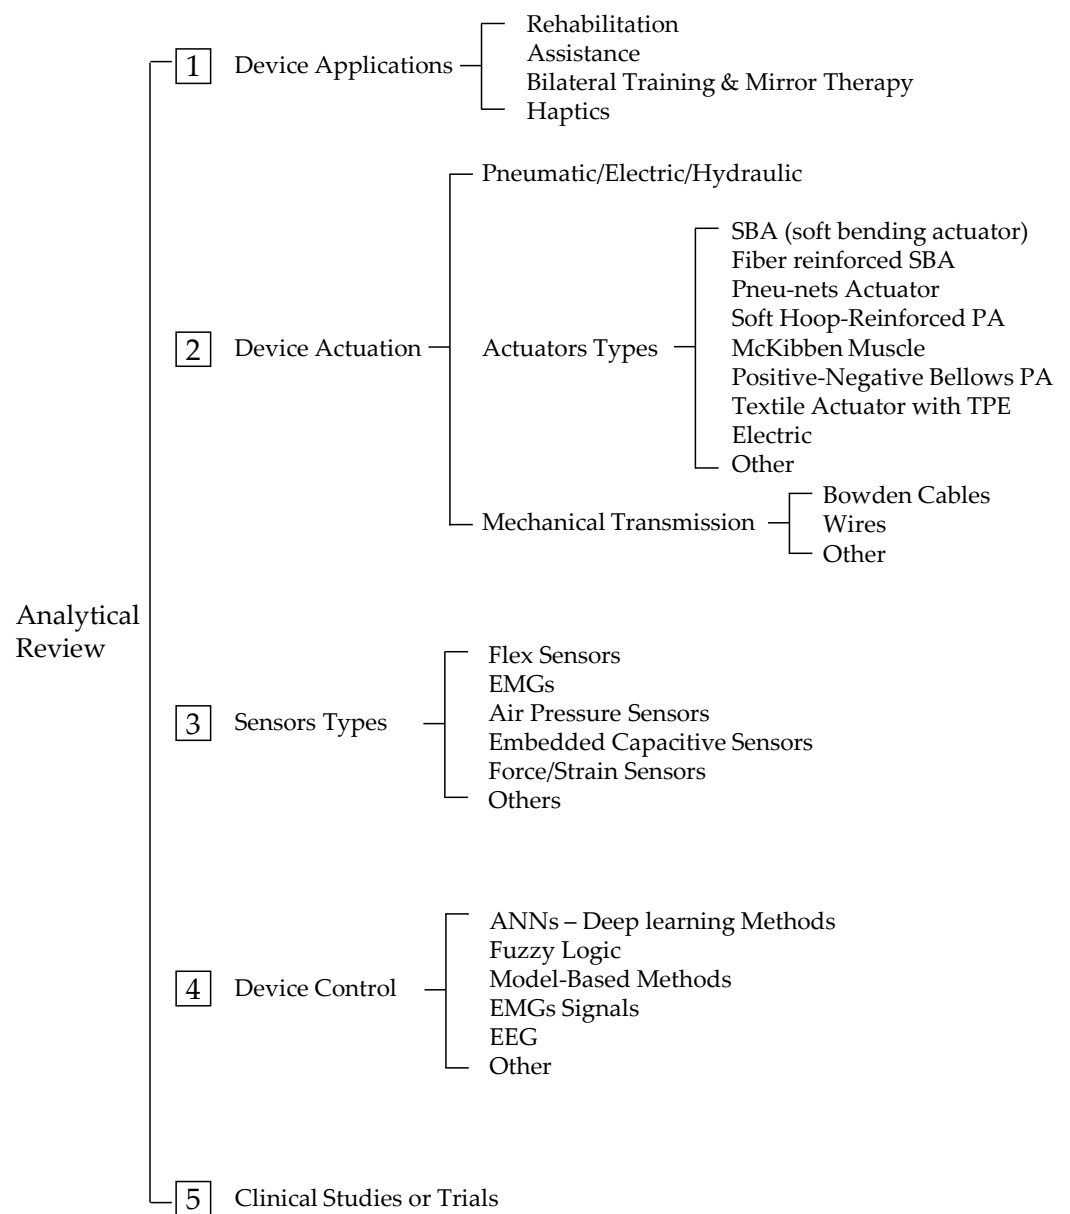 Analytical
Review
1
Device Applications
Rehabilitation
Assistance
Bilateral Training & Mirror Therapy
Haptics
2
Device Actuation
Pneumatic/Electric/Hydraulic
Actuators Types
SBA (soft bending actuator)
Fiber reinforced SBA
Pneu-nets Actuator
Soft Hoop-Reinforced PA
McKibben Muscle
Positive-Negative Bellows PA
Textile Actuator with TPE
Electric
Other
Mechanical Transmission
Bowden Cables
Wires
Other
3
Sensors Types
Flex Sensors
EMGs
Air Pressure Sensors
Embedded Capacitive Sensors
Force/Strain Sensors
Others
4
Device Control
ANNs – Deep learning Methods
Fuzzy Logic
Model-Based Methods
EMGs Signals
EEG
Other
5
Clinical Studies or Trials